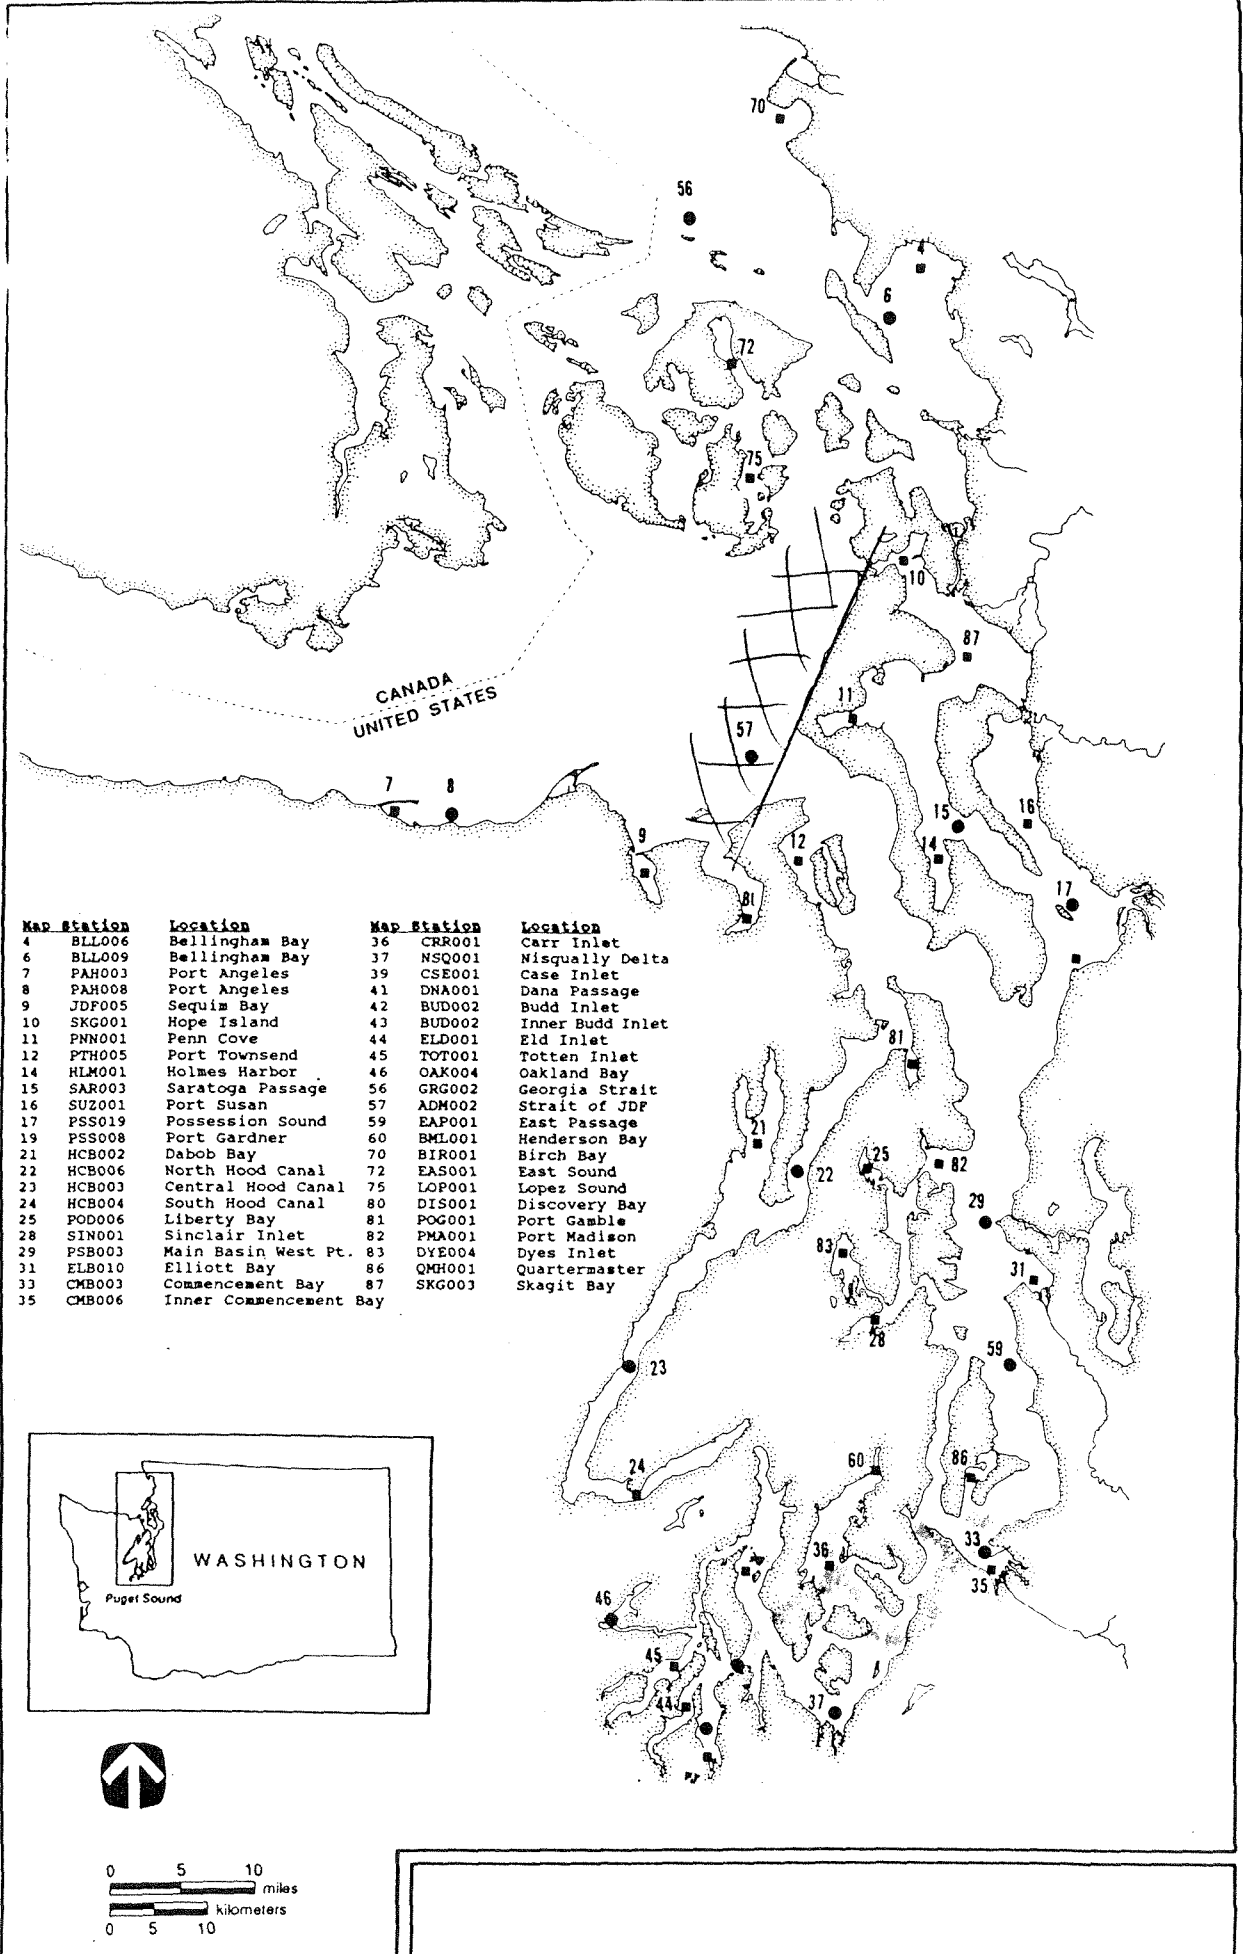 70
56
4
6
72
75
10
87
CANADA
UNITED STATES
11
57
7
8
15
16
9
12
14
17
81
Map Station Location Map Station Location
4 BLL006 Bellingham Bay 36 CRR001 Carr Inlet
6 BLL009 Bellingham Bay 37 NSQ001 Nisqually Delta
7 PAH003 Port Angeles 39 CSE001 Case Inlet
8 PAH008 Port Angeles 41 DNA001 Dana Passage
9 JDF005 Sequim Bay 42 BUD002 Budd Inlet
10 SKG001 Hope Island 43 BUD002 Inner Budd Inlet
11 PNN001 Penn Cove 44 ELD001 Eld Inlet
12 PTH005 Port Townsend 45 TOT001 Totten Inlet
14 HLM001 Holmes Harbor 46 OAK004 Oakland Bay
15 SAR003 Saratoga Passage 56 GRG002 Georgia Strait
16 SUZ001 Port Susan 57 ADM002 Strait of JDF
17 PSS019 Possession Sound 59 EAP001 East Passage
19 PSS008 Port Gardner 60 BML001 Henderson Bay
21 HCB002 Dabob Bay 70 BIR001 Birch Bay
22 HCB006 North Hood Canal 72 EAS001 East Sound
23 HCB003 Central Hood Canal 75 LOP001 Lopez Sound
24 HCB004 South Hood Canal 80 DIS001 Discovery Bay
25 POD006 Liberty Bay 81 POG001 Port Gamble
28 SIN001 Sinclair Inlet 82 PMA001 Port Madison
29 PSB003 Main Basin West Pt. 83 DYE004 Dyes Inlet
31 ELB010 Elliott Bay 86 QMH001 Quartermaster
33 CMB003 Commencement Bay 87 SKG003 Skagit Bay
35 CMB006 Inner Commencement Bay
81
21
22
25
82
29
83
31
28
59
23
24
60
86
33
35
36
46
45
44
37
WASHINGTON
Puget Sound
0 5 10
miles
kilometers
0 5 10